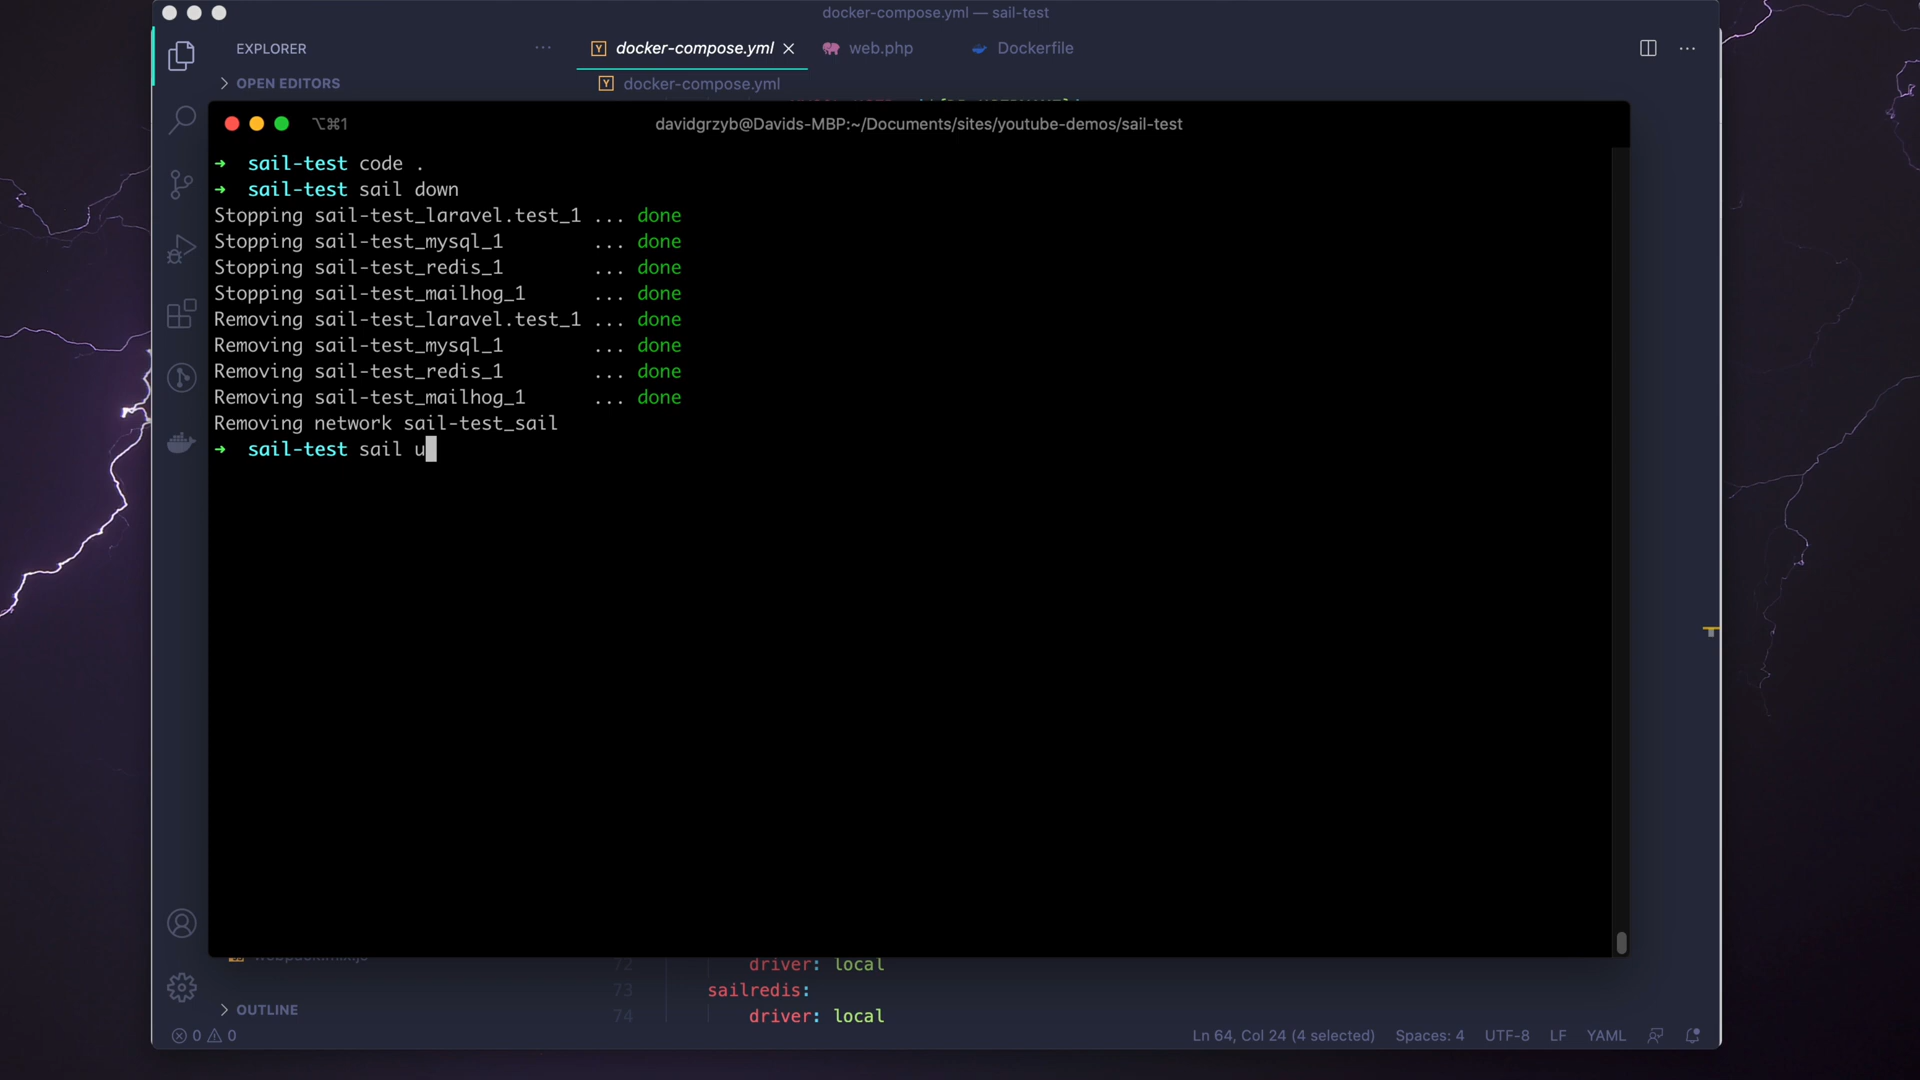 docker-compose.yml — sail-test
EXPLORER
docker-compose.yml
web.php
Dockerfile
OPEN EDITORS
docker-compose.yml
⌥⌘1
davidgrzyb@Davids-MBP:~/Documents/sites/youtube-demos/sail-test
➜ sail-test code .
➜ sail-test sail down
Stopping sail-test_laravel.test_1 ... done
Stopping sail-test_mysql_1 ... done
Stopping sail-test_redis_1 ... done
Stopping sail-test_mailhog_1 ... done
Removing sail-test_laravel.test_1 ... done
Removing sail-test_mysql_1 ... done
Removing sail-test_redis_1 ... done
Removing sail-test_mailhog_1 ... done
Removing network sail-test_sail
➜ sail-test sail u
72 driver: local
73 sailredis:
74 driver: local
OUTLINE
0 0
Ln 64, Col 24 (4 selected)
Spaces: 4
UTF-8
LF
YAML